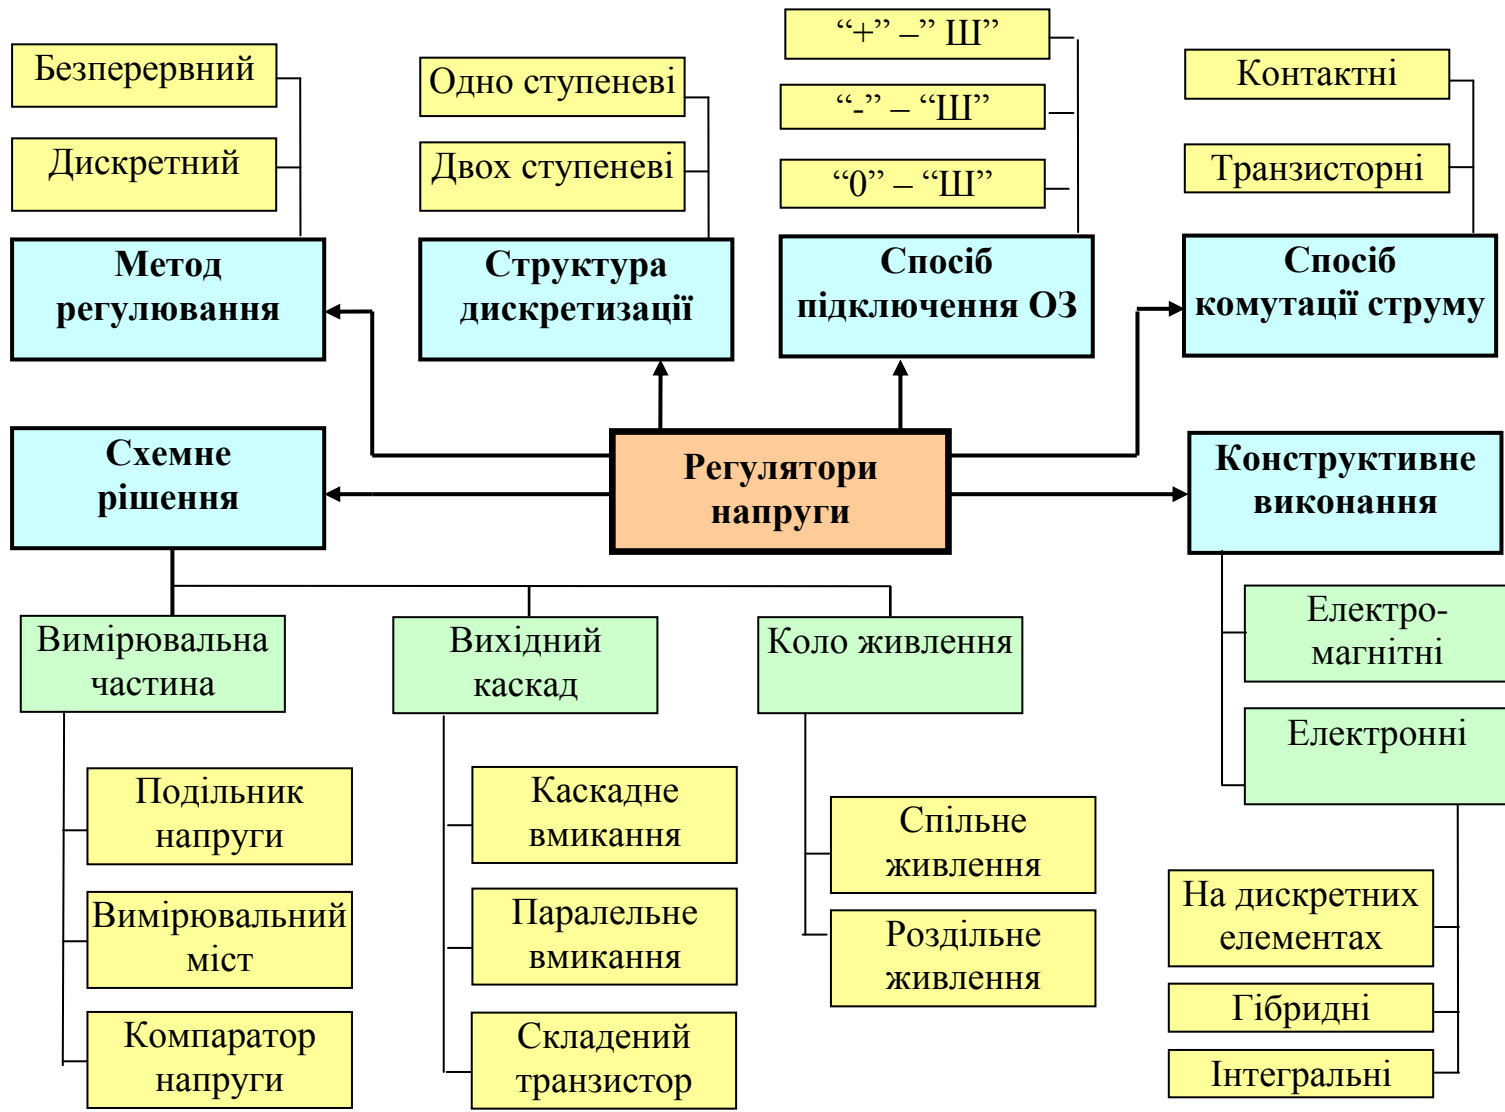 Безперервний
Дискретний
Метод
регулювання
Одно ступеневі
Двох ступеневі
Структура
дискретизації
“+” –” Ш”
“-” – “Ш”
“0” – “Ш”
Спосіб
підключення ОЗ
Контактні
Транзисторні
Спосіб
комутації струму
Схемне
рішення
Регулятори
напруги
Конструктивне
виконання
Вимірювальна
частина
Подільник
напруги
Вимірювальний
міст
Компаратор
напруги
Вихідний
каскад
Каскадне
вмикання
Паралельне
вмикання
Складений
транзистор
Коло живлення
Спільне
живлення
Роздільне
живлення
Електро-
магнітні
Електронні
На дискретних
елементах
Гібридні
Інтегральні